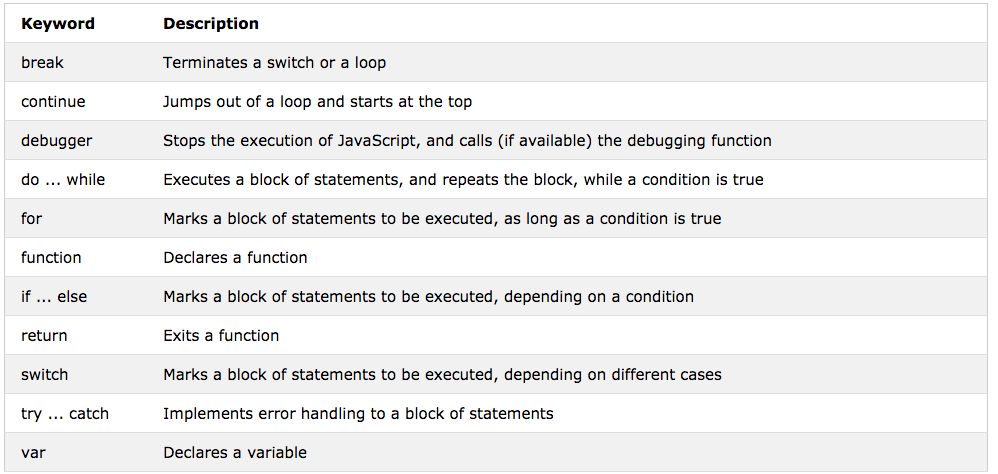 Keyword Description
break Terminates a switch or a loop
continue Jumps out of a loop and starts at the top
debugger Stops the execution of JavaScript, and calls (if available) the debugging function
do ... while Executes a block of statements, and repeats the block, while a condition is true
for Marks a block of statements to be executed, as long as a condition is true
function Declares a function
if ... else Marks a block of statements to be executed, depending on a condition
return Exits a function
switch Marks a block of statements to be executed, depending on different cases
try ... catch Implements error handling to a block of statements
var Declares a variable